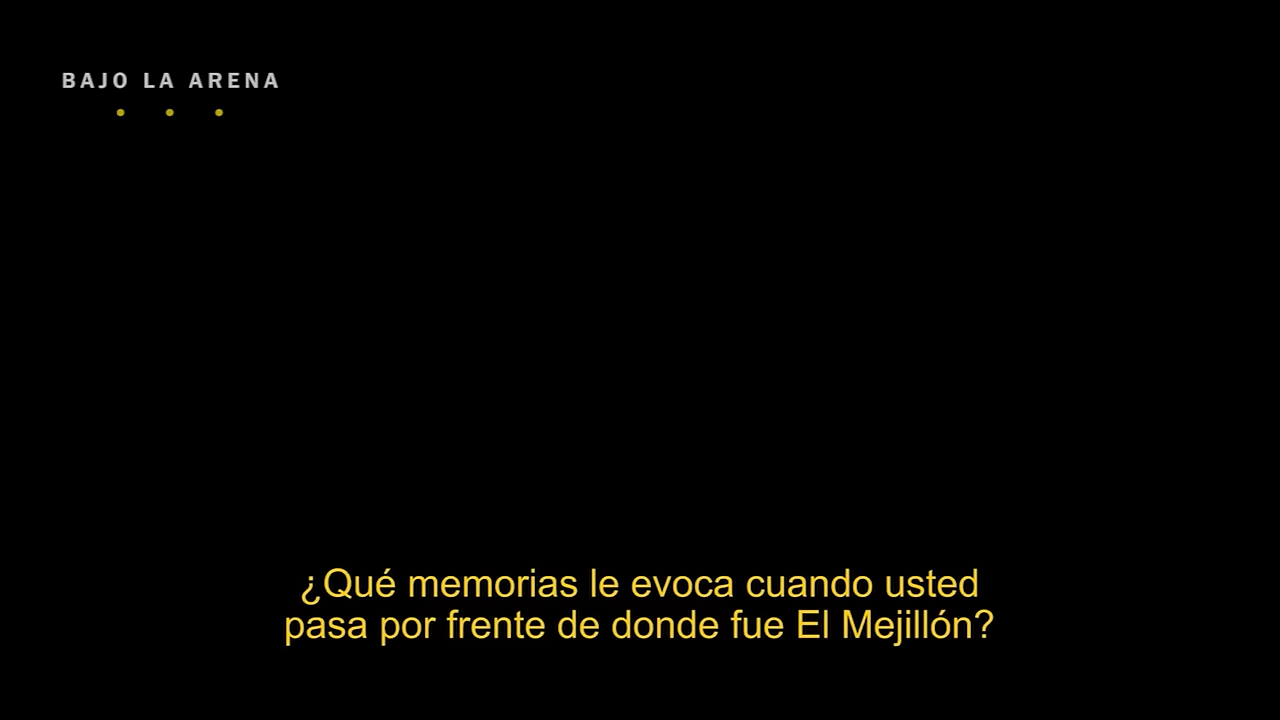 BAJO LA ARENA
¿Qué memorias le evoca cuando usted
pasa por frente de donde fue El Mejillón?